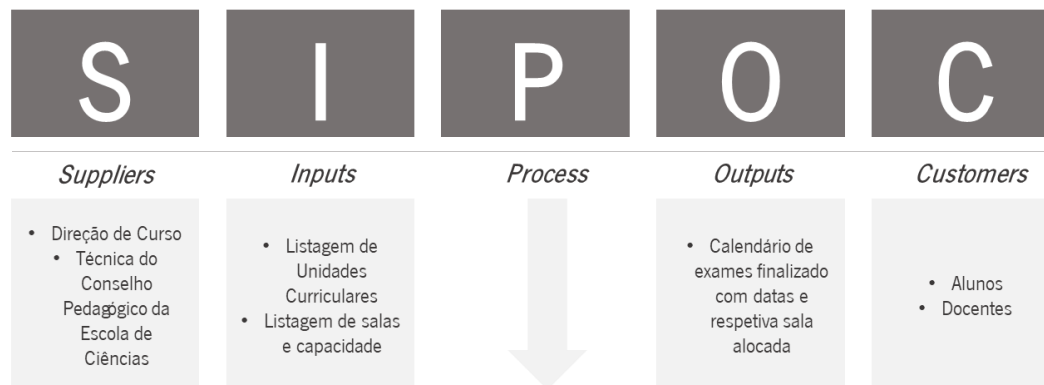 S I P O C
Suppliers Inputs Process Outputs Customers
• Direção de Curso
• Técnica do
Conselho
Pedagógico da
Escola de
Ciências
• Listagem de
Unidades
Curriculares
• Listagem de salas
e capacidade
• Calendário de
exames finalizado
com datas e
respetiva sala
alocada
• Alunos
• Docentes